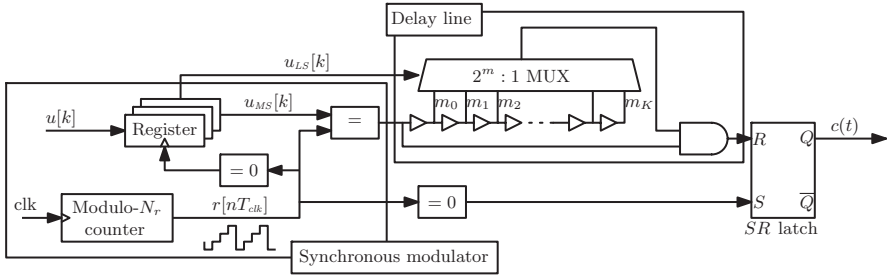 Delay line
u_{LS}[k]
2^m : 1 MUX
u_{MS}[k]
m_0 m_1 m_2 m_K
u[k]
Register
=
= 0
R Q c(t)
clk
Modulo-N_r
counter
r[nT_{clk}]
= 0
S \overline{Q}
SR latch
Synchronous modulator